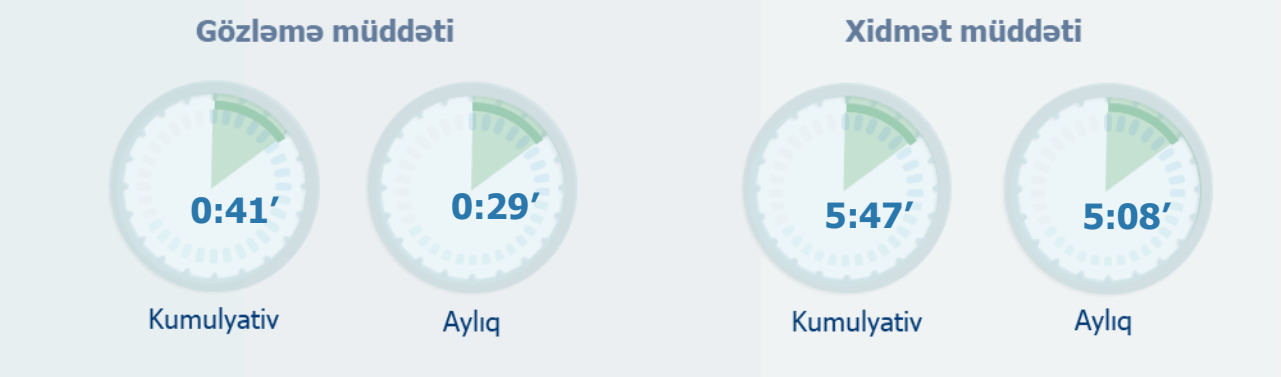 Gözləmə müddəti
Xidmət müddəti
0:41′
0:29′
5:47′
5:08′
Kumulyativ
Aylıq
Kumulyativ
Aylıq